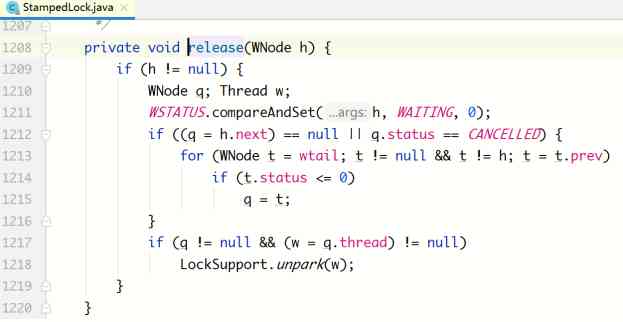 StampedLock.java ×
1207 */
1208 private void release(WNode h) {
1209 if (h != null) {
1210 WNode q; Thread w;
1211 WSTATUS.compareAndSet( ...args: h, WAITING, 0);
1212 if ((q = h.next) == null || q.status == CANCELLED) {
1213 for (WNode t = wtail; t != null && t != h; t = t.prev)
1214 if (t.status <= 0)
1215 q = t;
1216 }
1217 if (q != null && (w = q.thread) != null)
1218 LockSupport.unpark(w);
1219 }
1220 }